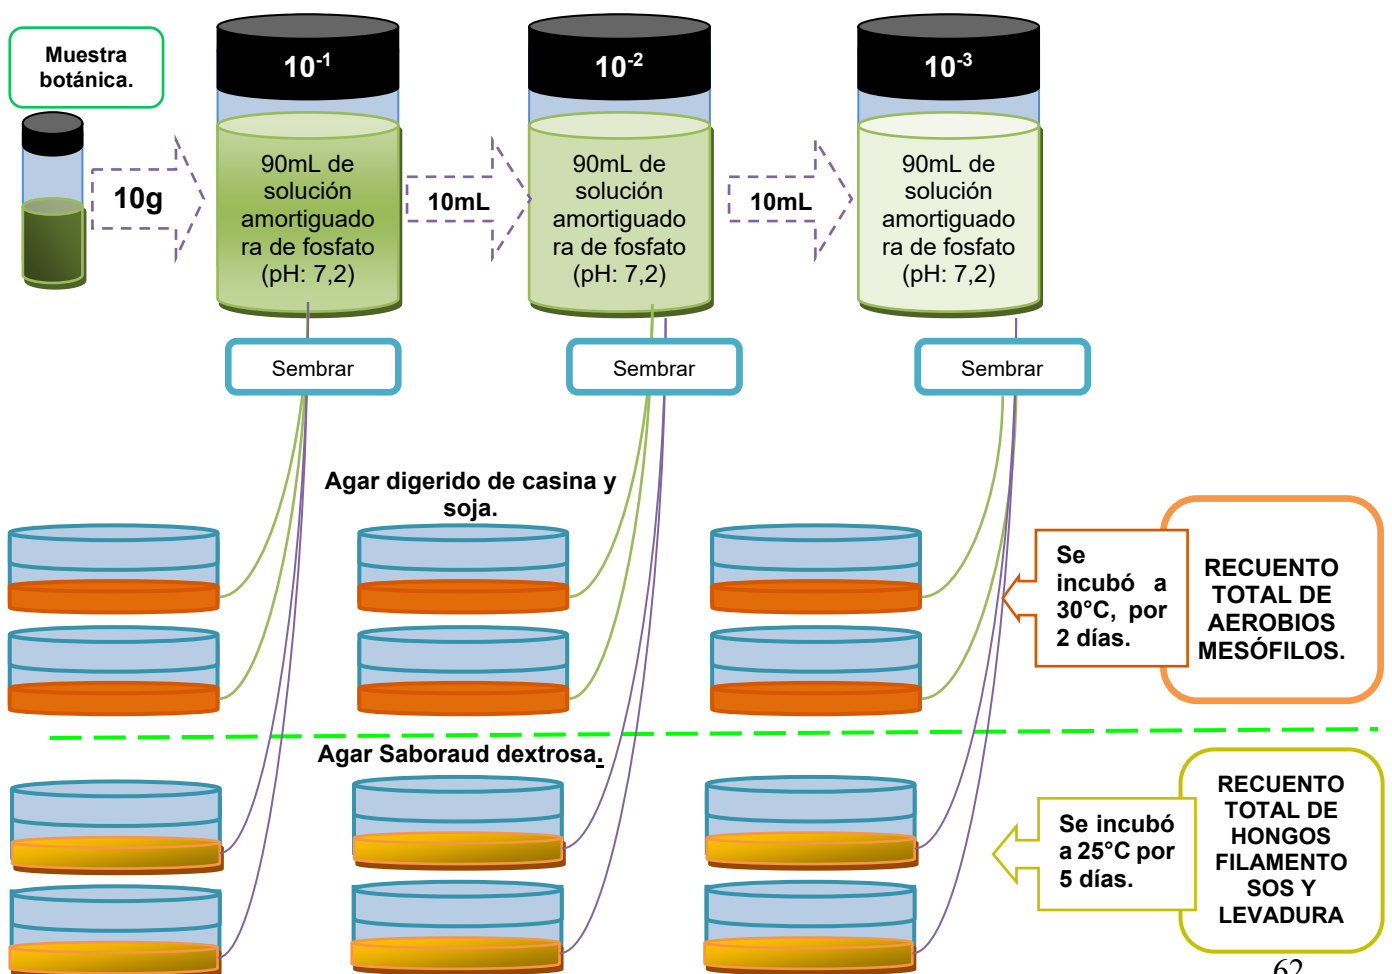 Muestra
botánica.
10g
10-1
90mL de
solución
amortiguado
ra de fosfato
(pH: 7,2)
10mL
10-2
90mL de
solución
amortiguado
ra de fosfato
(pH: 7,2)
10mL
10-3
90mL de
solución
amortiguado
ra de fosfato
(pH: 7,2)
Sembrar
Sembrar
Sembrar
Agar digerido de casina y
soja.
Se
incubó a
30°C, por
2 días.
RECUENTO
TOTAL DE
AEROBIOS
MESÓFILOS.
Agar Saboraud dextrosa.
Se incubó
a 25°C por
5 días.
RECUENTO
TOTAL DE
HONGOS
FILAMENTO
SOS Y
LEVADURA
62